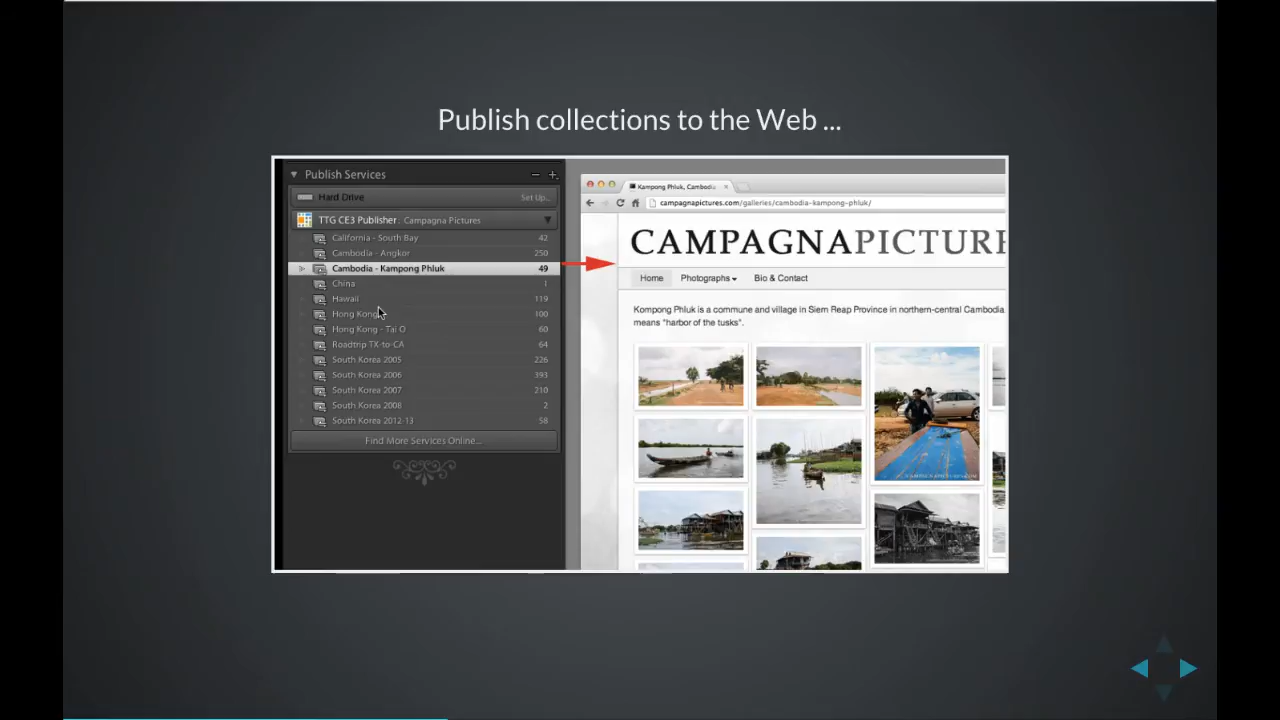 Publish collections to the Web ...
Publish Services
Hard Drive Set Up...
TTG CE3 Publisher: Campagna Pictures
California - South Bay 42
Cambodia - Angkor 250
Cambodia - Kampong Phluk 49
China 1
Hawaii 119
Hong Kong 100
Hong Kong - Tai O 60
Roadtrip TX-to-CA 64
South Korea 2005 226
South Korea 2006 393
South Korea 2007 210
South Korea 2008 2
South Korea 2012-13 58
Find More Services Online...
Kampong Phluk, Cambodia
campagnapictures.com/galleries/cambodia-kampong-phluk/
CAMPAGNAPICTURE
Home Photographs Bio & Contact
Kompong Phluk is a commune and village in Siem Reap Province in northern-central Cambodia
means "harbor of the tusks".